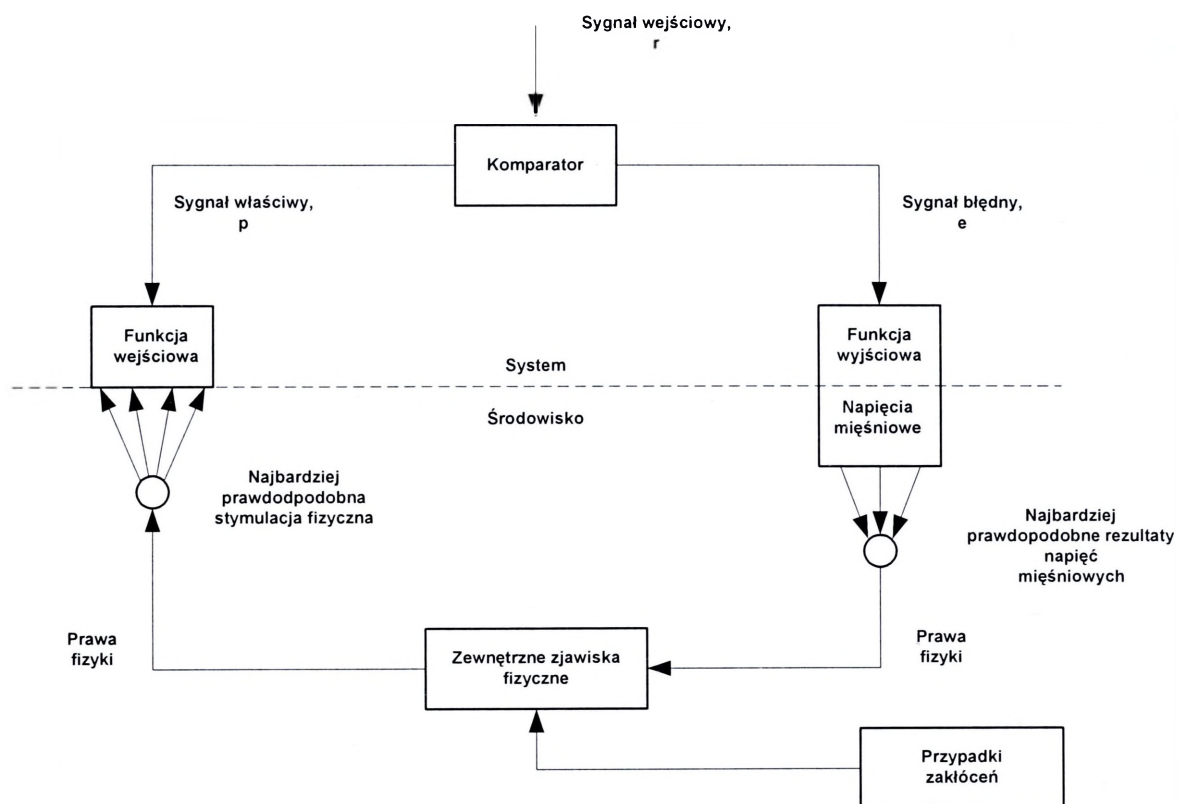 Sygnał wejściowy,
r
Komparator
Sygnał właściwy,
p
Sygnał błędny,
e
Funkcja
wejściowa
Funkcja
wyjściowa
System
Środowisko
Napięcia
mięśniowe
Najbardziej
prawdodpodobna
stymulacja fizyczna
Najbardziej
prawdopodobne rezultaty
napięć
mięśniowych
Prawa
fizyki
Zewnętrzne zjawiska
fizyczne
Prawa
fizyki
Przypadki
zakłóceń